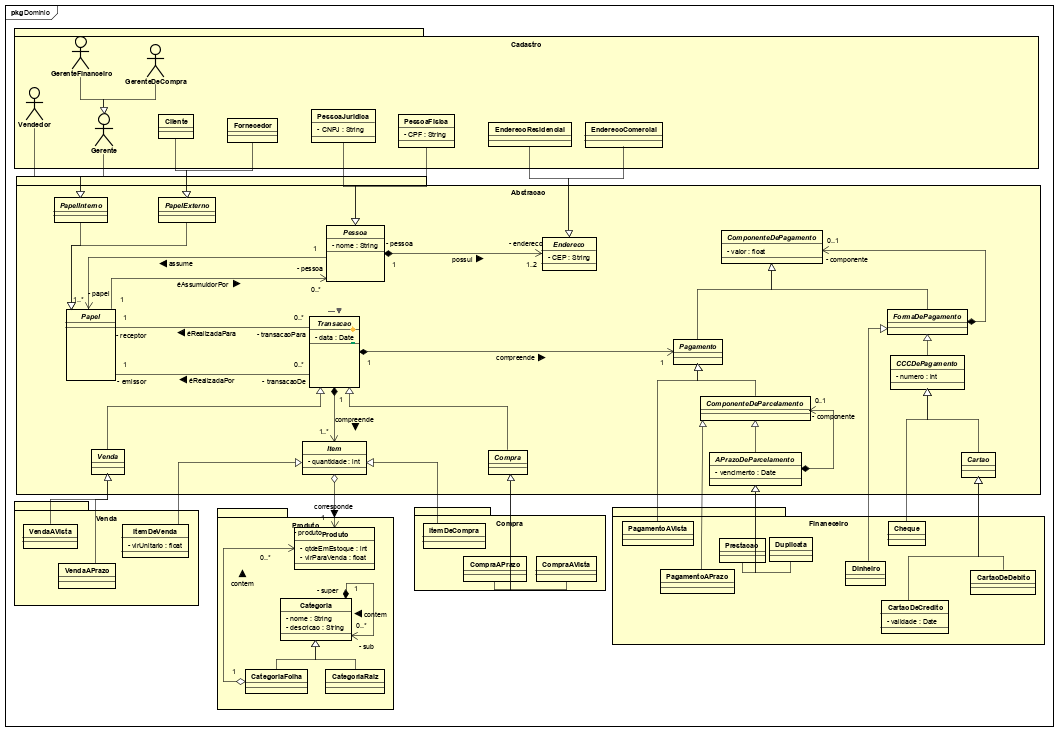 pkg Dominio
Cadastro
GerenteFinanceiro
GerenteDeCompra
Vendedor
Gerente
Cliente
Fornecedor
PessoaJuridica
- CNPJ : String
PessoaFisica
- CPF : String
EnderecoResidencial
EnderecoComercial
Abstracao
PapelInterno
PapelExterno
Pessoa
- nome : String
- pessoa
1
possui
- endereco
1..2
Endereco
- CEP : String
ComponenteDePagamento
- valor : float
0..1
- componente
1
assume
- pessoa
éAssumidorPor
0..*
- papel
1
1..*
Papel
1
éRealizadaPara
- receptor
0..*
- transacaoPara
Transacao
- data : Date
1
éRealizadaPor
- emissor
0..*
- transacaoDe
1
compreende
1
Pagamento
FormaDePagamento
CCCDePagamento
- numero : int
ComponenteDeParcelamento
0..1
- componente
1
compreende
1..*
Item
- quantidade : int
Venda
Compra
APrazoDeParcelamento
- vencimento : Date
Cartao
corresponde
Venda
VendaAVista
ItemDeVenda
- vlrUnitario : float
VendaAPrazo
Produto
1
- produto
Produto
- qtdeEmEstoque : int
- vlrParaVenda : float
0..*
contem
- super
1
Categoria
- nome : String
- descricao : String
contem
0..*
- sub
1
CategoriaFolha
CategoriaRaiz
Compra
ItemDeCompra
CompraAPrazo
CompraAVista
Financeiro
PagamentoAVista
Prestacao
Duplicata
PagamentoAPrazo
Cheque
Dinheiro
CartaoDeDebito
CartaoDeCredito
- validade : Date